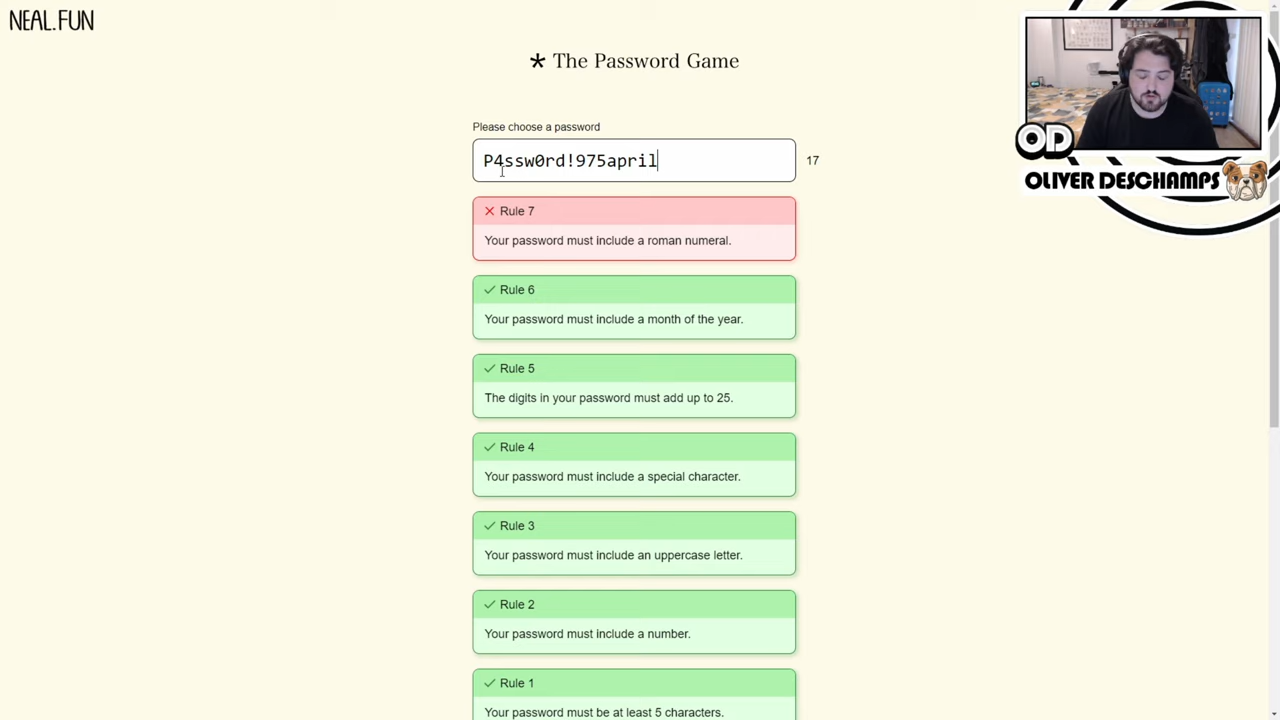 NEAL.FUN
* The Password Game
Please choose a password
P4ssw0rd!975april
17
Rule 7
Your password must include a roman numeral.
Rule 6
Your password must include a month of the year.
Rule 5
The digits in your password must add up to 25.
Rule 4
Your password must include a special character.
Rule 3
Your password must include an uppercase letter.
Rule 2
Your password must include a number.
Rule 1
Your password must be at least 5 characters.
OD
OLIVER DESCHAMPS